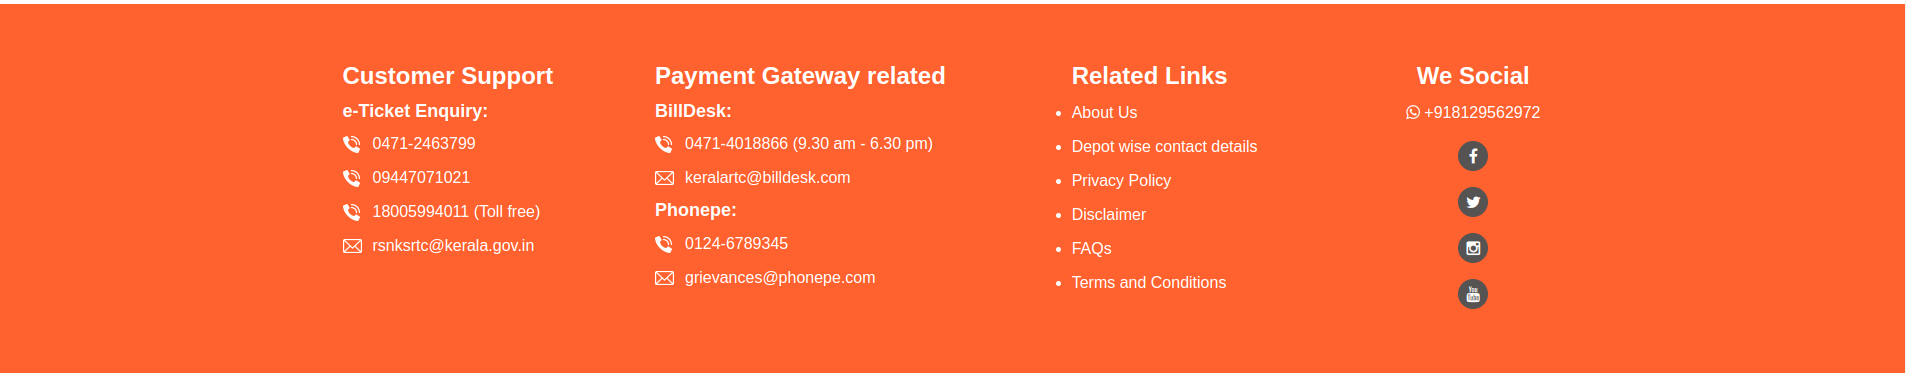 Customer Support
e-Ticket Enquiry:
0471-2463799
09447071021
18005994011 (Toll free)
rsnksrtc@kerala.gov.in
Payment Gateway related
BillDesk:
0471-4018866 (9.30 am - 6.30 pm)
keralartc@billdesk.com
Phonepe:
0124-6789345
grievances@phonepe.com
Related Links
About Us
Depot wise contact details
Privacy Policy
Disclaimer
FAQs
Terms and Conditions
We Social
+918129562972
You
Tube